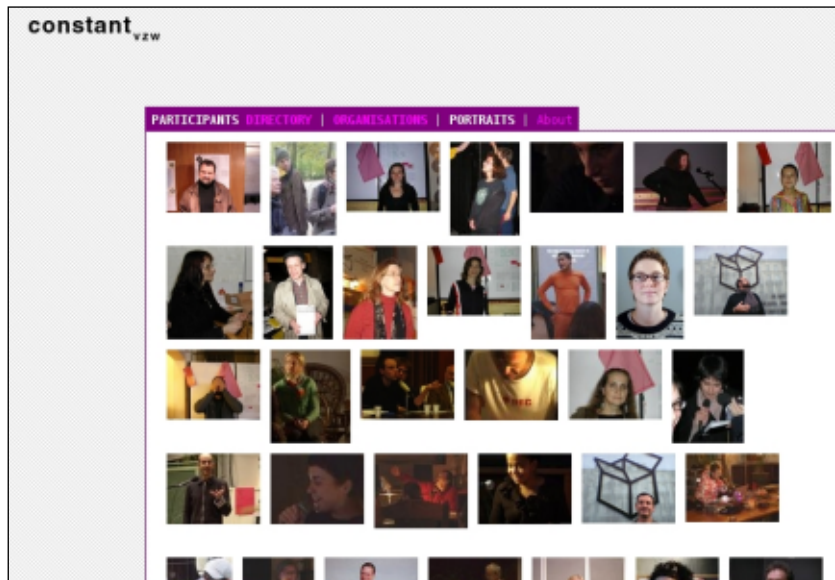 constant vzw
PARTICIPANTS DIRECTORY | ORGANISATIONS | PORTRAITS | About